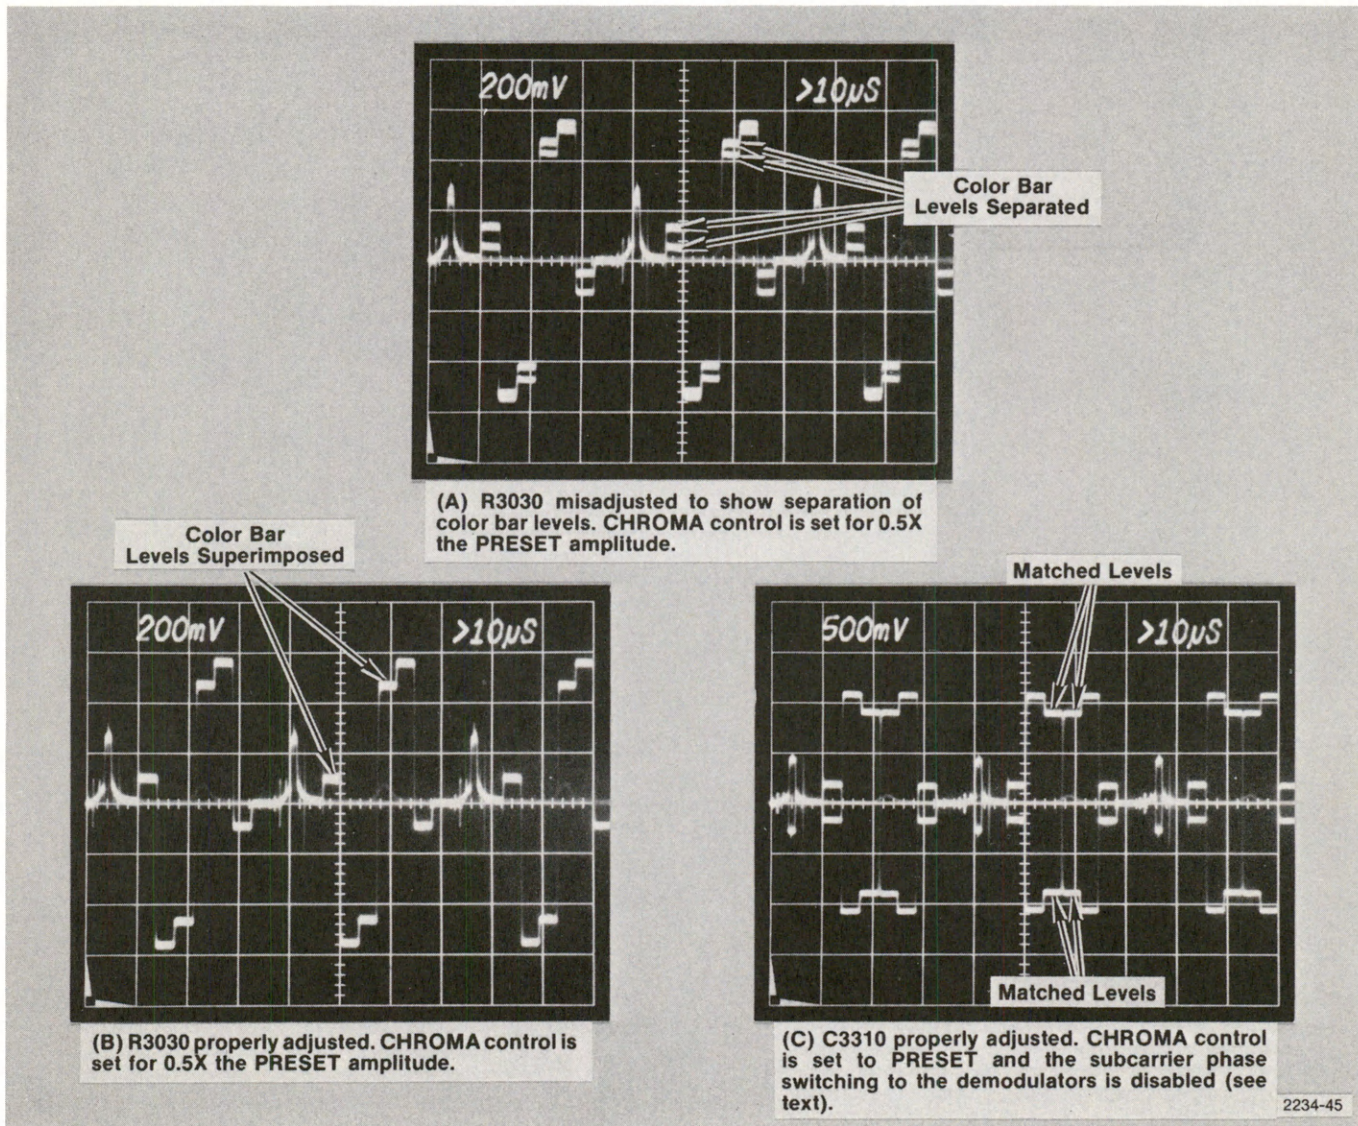 200mV >10µS
Color Bar
Levels Separated
(A) R3030 misadjusted to show separation of
color bar levels. CHROMA control is set for 0.5X
the PRESET amplitude.
Color Bar
Levels Superimposed
200mV >10µS
(B) R3030 properly adjusted. CHROMA control is
set for 0.5X the PRESET amplitude.
Matched Levels
500mV >10µS
Matched Levels
(C) C3310 properly adjusted. CHROMA control
is set to PRESET and the subcarrier phase
switching to the demodulators is disabled (see
text).
2234-45